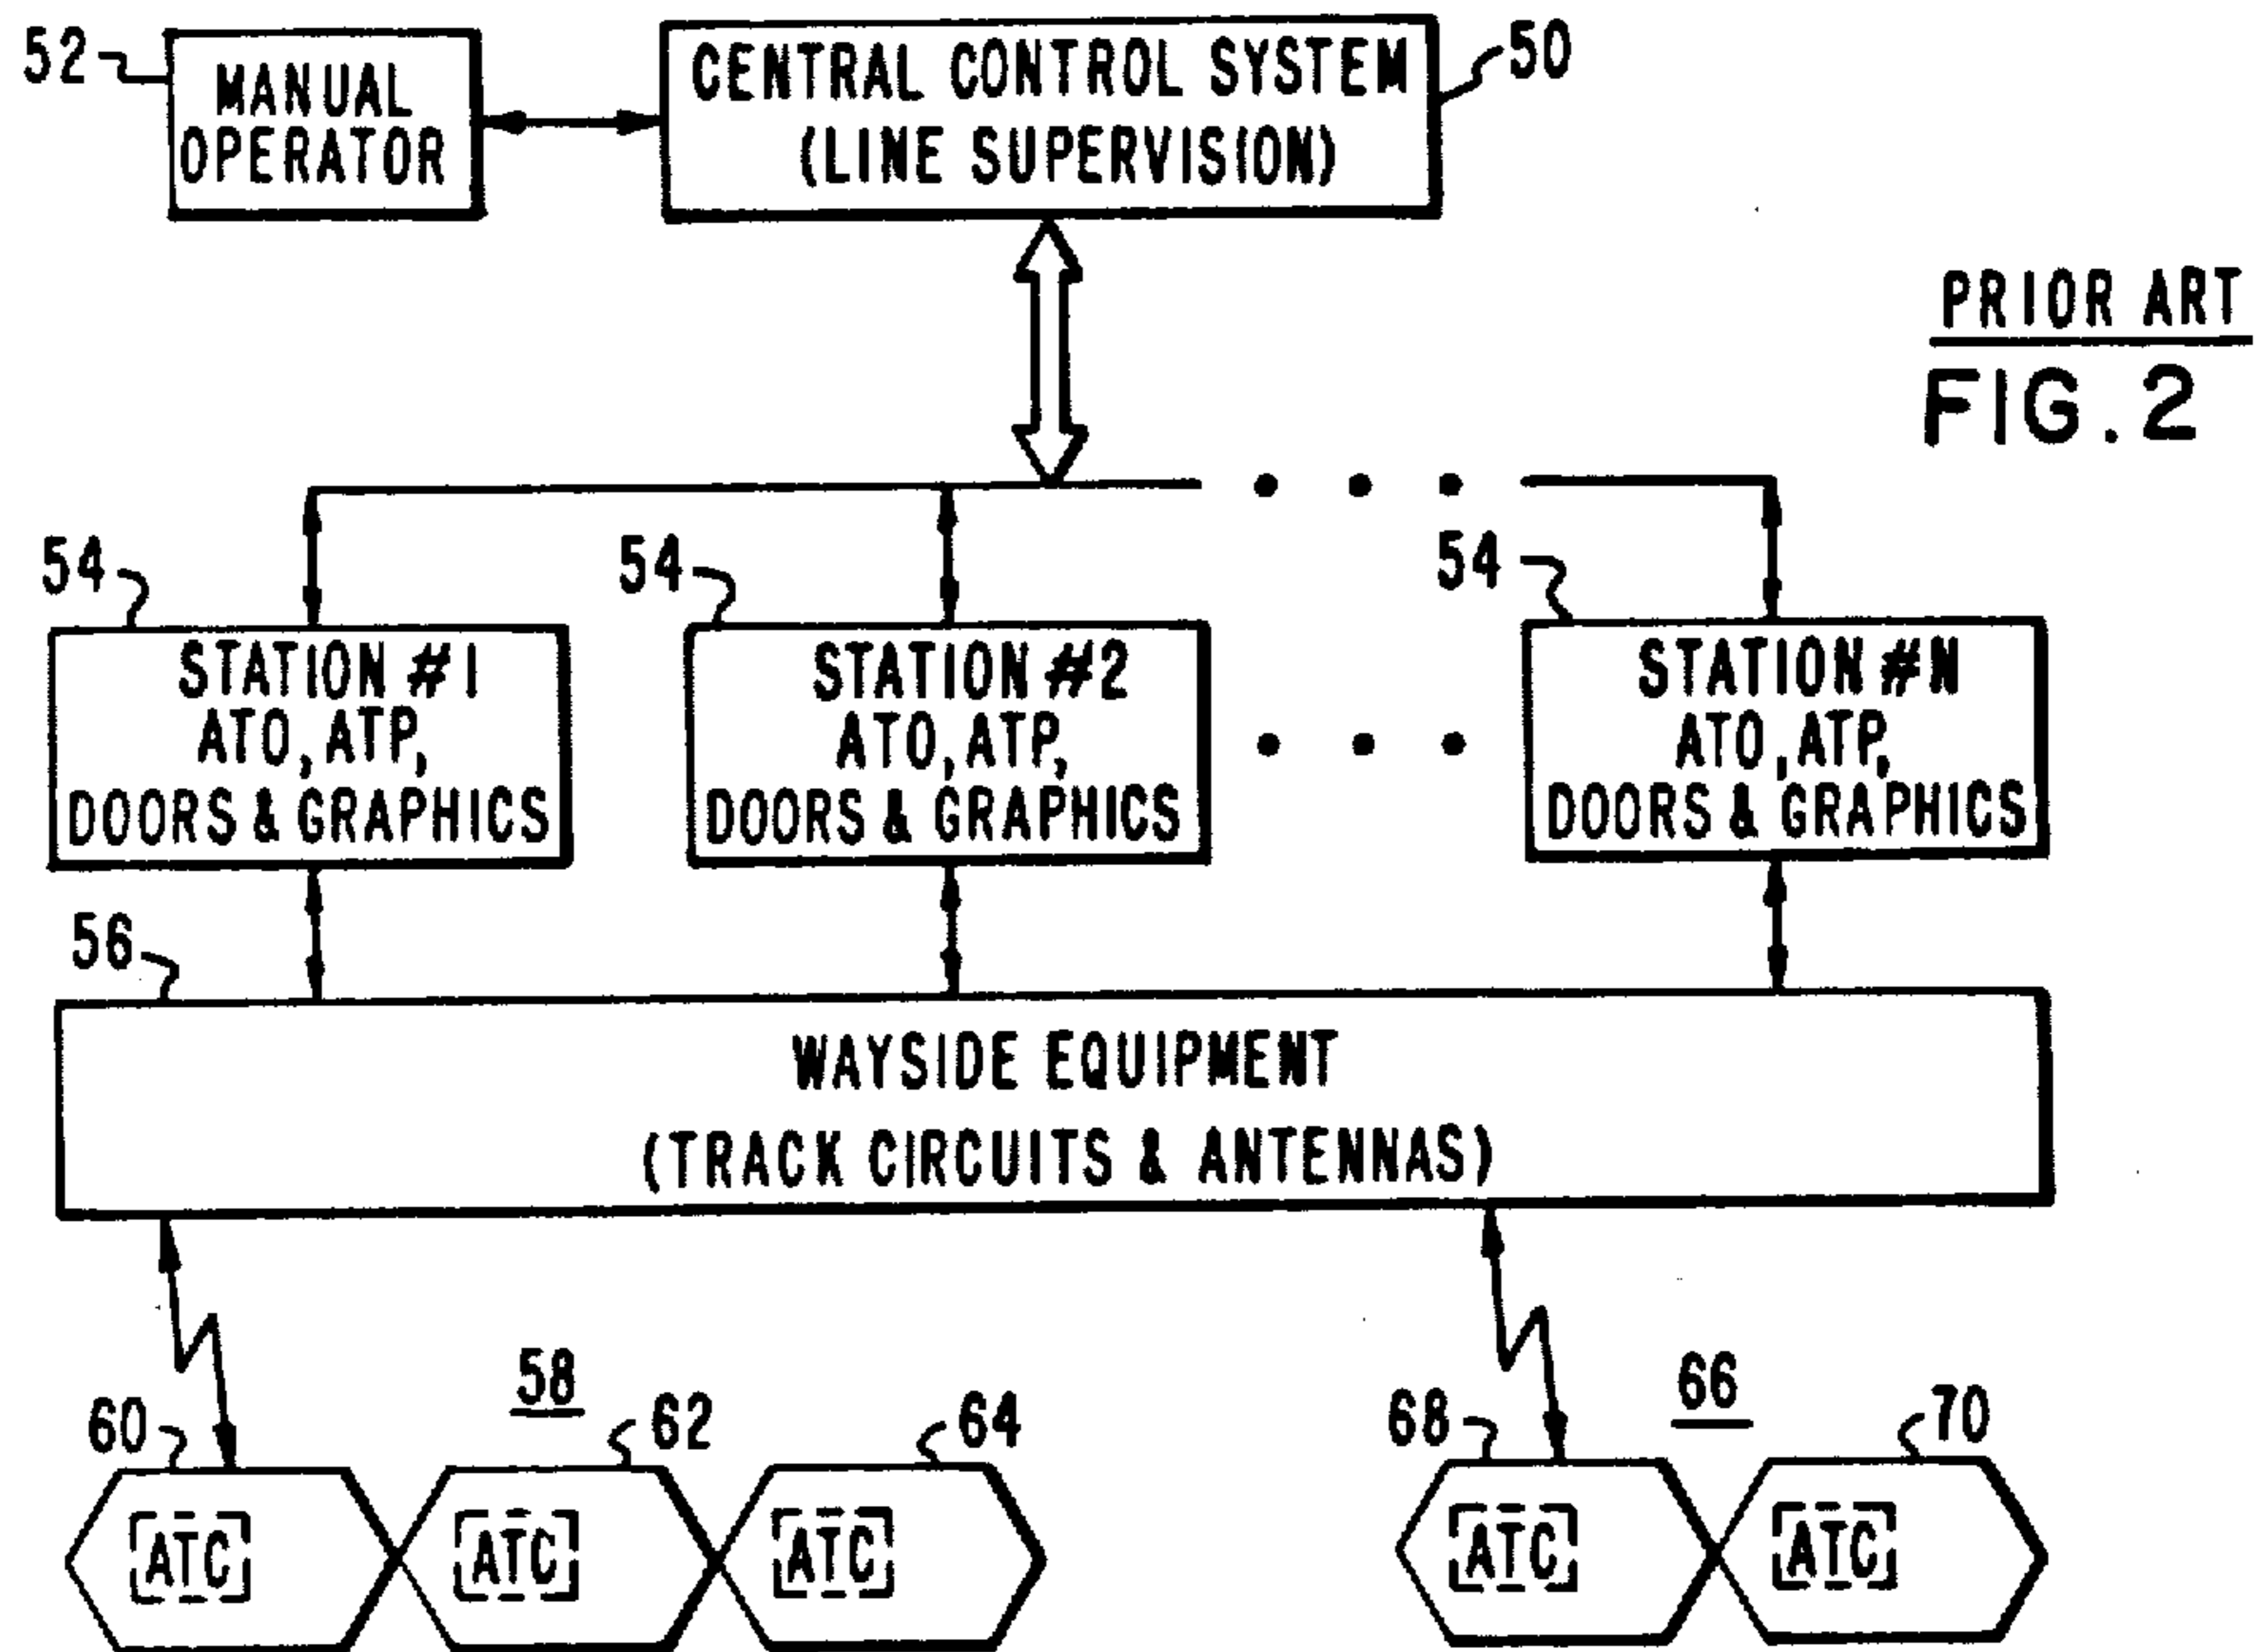 52
MANUAL
OPERATOR
CENTRAL CONTROL SYSTEM
(LINE SUPERVISION)
50
PRIOR ART
FIG. 2
54
54
54
STATION #1
ATO, ATP,
DOORS & GRAPHICS
STATION #2
ATO, ATP,
DOORS & GRAPHICS
STATION #N
ATO, ATP,
DOORS & GRAPHICS
56
WAYSIDE EQUIPMENT
(TRACK CIRCUITS & ANTENNAS)
60
58
62
64
68
66
70
ATC
ATC
ATC
ATC
ATC